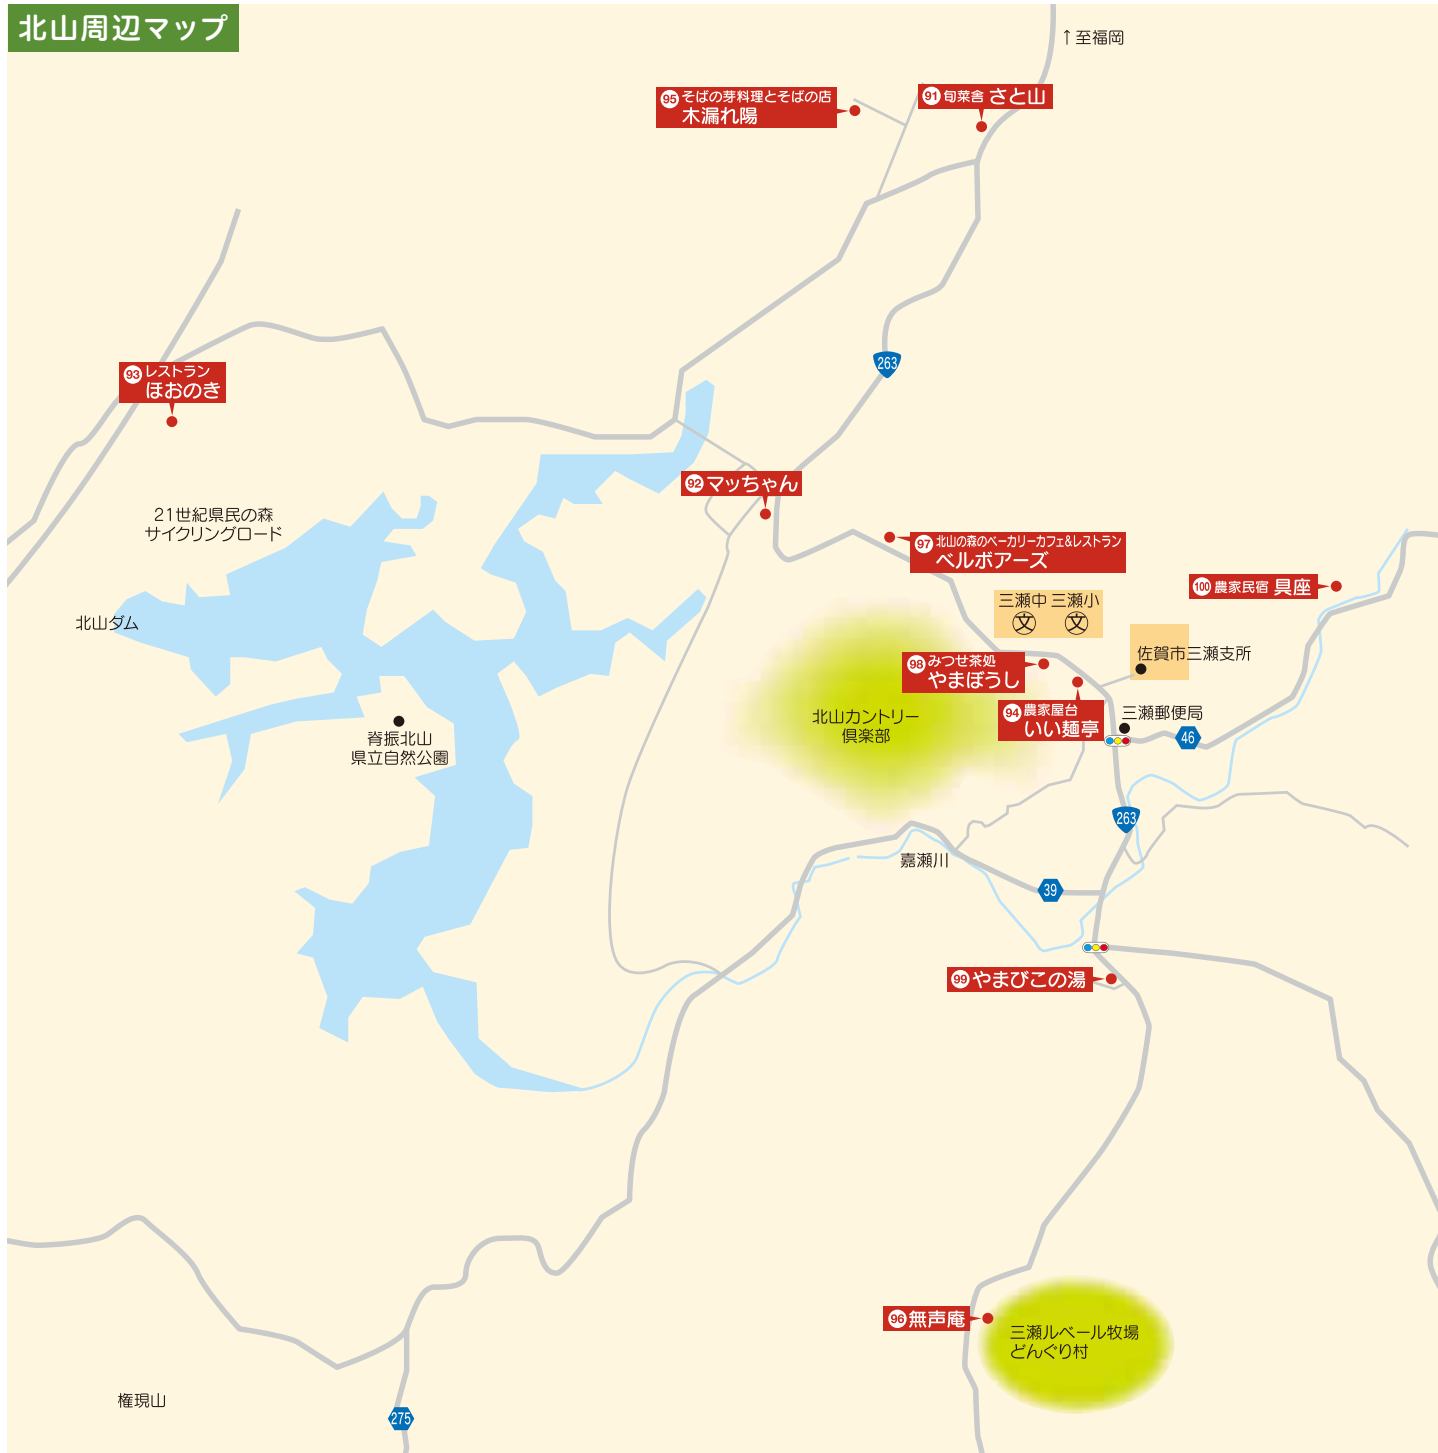 北山周辺マップ
↑至福岡
95 そばの芽料理とそばの店
木漏れ陽
91 旬菜舎 さと山
263
93 レストラン
ほおのき
92 マッちゃん
21世紀県民の森
サイクリングロード
97 北山の森のベーカリーカフェ&レストラン
ベルボアーズ
100 農家民宿 具座
三瀬中 三瀬小
文 文
北山ダム
佐賀市三瀬支所
98 みつせ茶処
やまぼうし
94 農家屋台
いい麺亭
三瀬郵便局
46
北山カントリー
倶楽部
脊振北山
県立自然公園
263
嘉瀬川
39
99 やまびこの湯
96 無声庵
三瀬ルベール牧場
どんぐり村
権現山
275